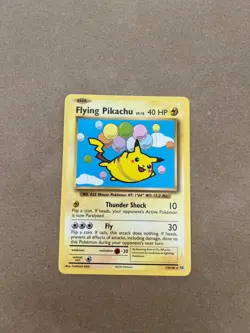 BASIC
Flying Pikachu LV.12 40 HP
NO. 025 Mouse Pokémon HT: 1'04" WT: 13.2 lbs.
Thunder Shock 10
Flip a coin. If heads, your opponent's Active Pokémon
is now Paralyzed.
Fly 30
Flip a coin. If tails, this attack does nothing. If heads,
prevent all effects of attacks, including damage, done to
this Pokémon during your opponent's next turn.